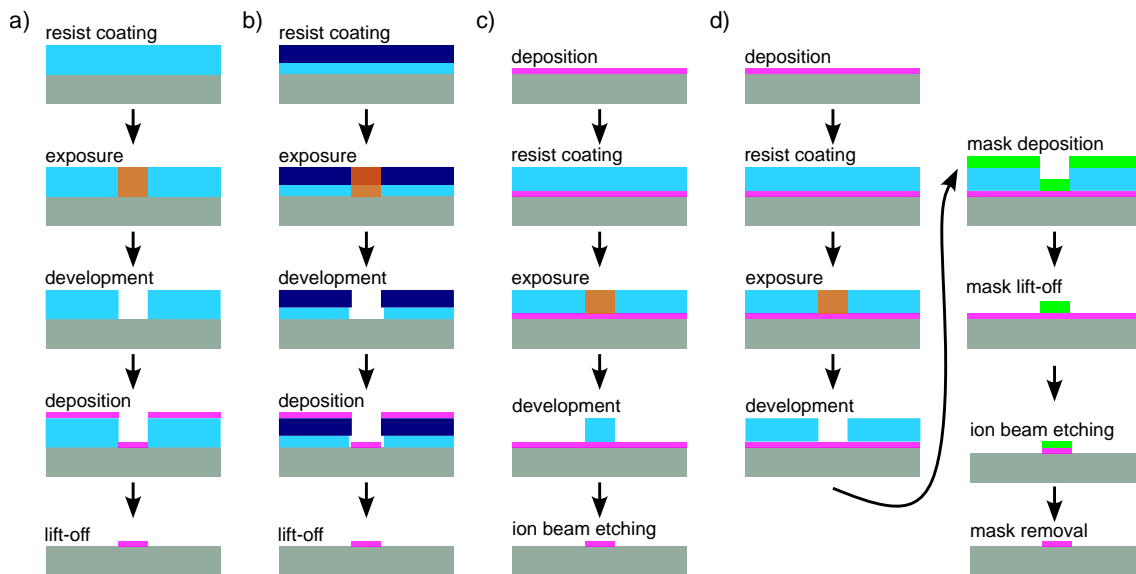 a)
resist coating
exposure
development
deposition
lift-off
b)
resist coating
exposure
development
deposition
lift-off
c)
deposition
resist coating
exposure
development
ion beam etching
d)
deposition
resist coating
exposure
development
mask deposition
mask lift-off
ion beam etching
mask removal